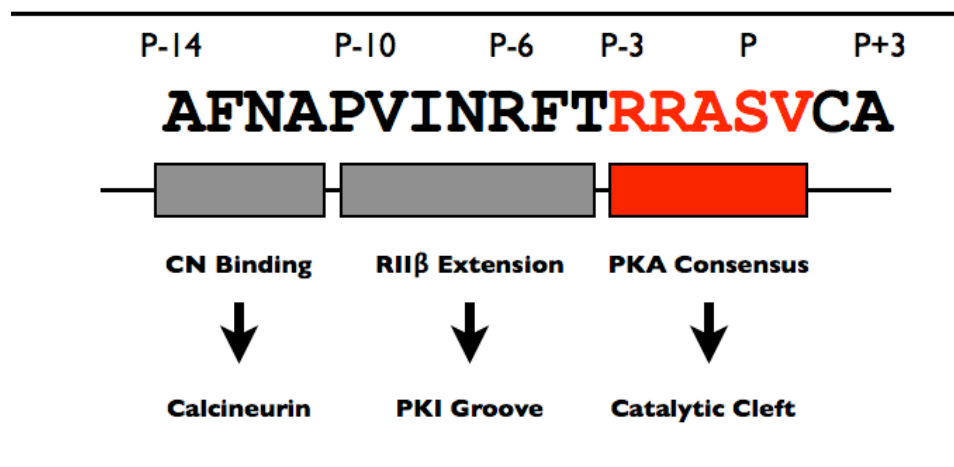 P-14 P-10 P-6 P-3 P P+3
AFNAPVINRFTRRASVCA
CN Binding RIIβ Extension PKA Consensus
Calcineurin PKI Groove Catalytic Cleft